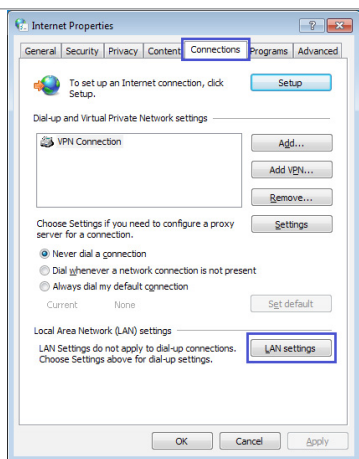 Internet Properties
General Security Privacy Content Connections Programs Advanced
To set up an Internet connection, click
Setup.
Setup
Dial-up and Virtual Private Network settings
VPN Connection
Add...
Add VPN...
Remove...
Choose Settings if you need to configure a proxy
server for a connection.
Settings
Never dial a connection
Dial whenever a network connection is not present
Always dial my default connection
Current None
Set default
Local Area Network (LAN) settings
LAN Settings do not apply to dial-up connections.
Choose Settings above for dial-up settings.
LAN settings
OK Cancel Apply